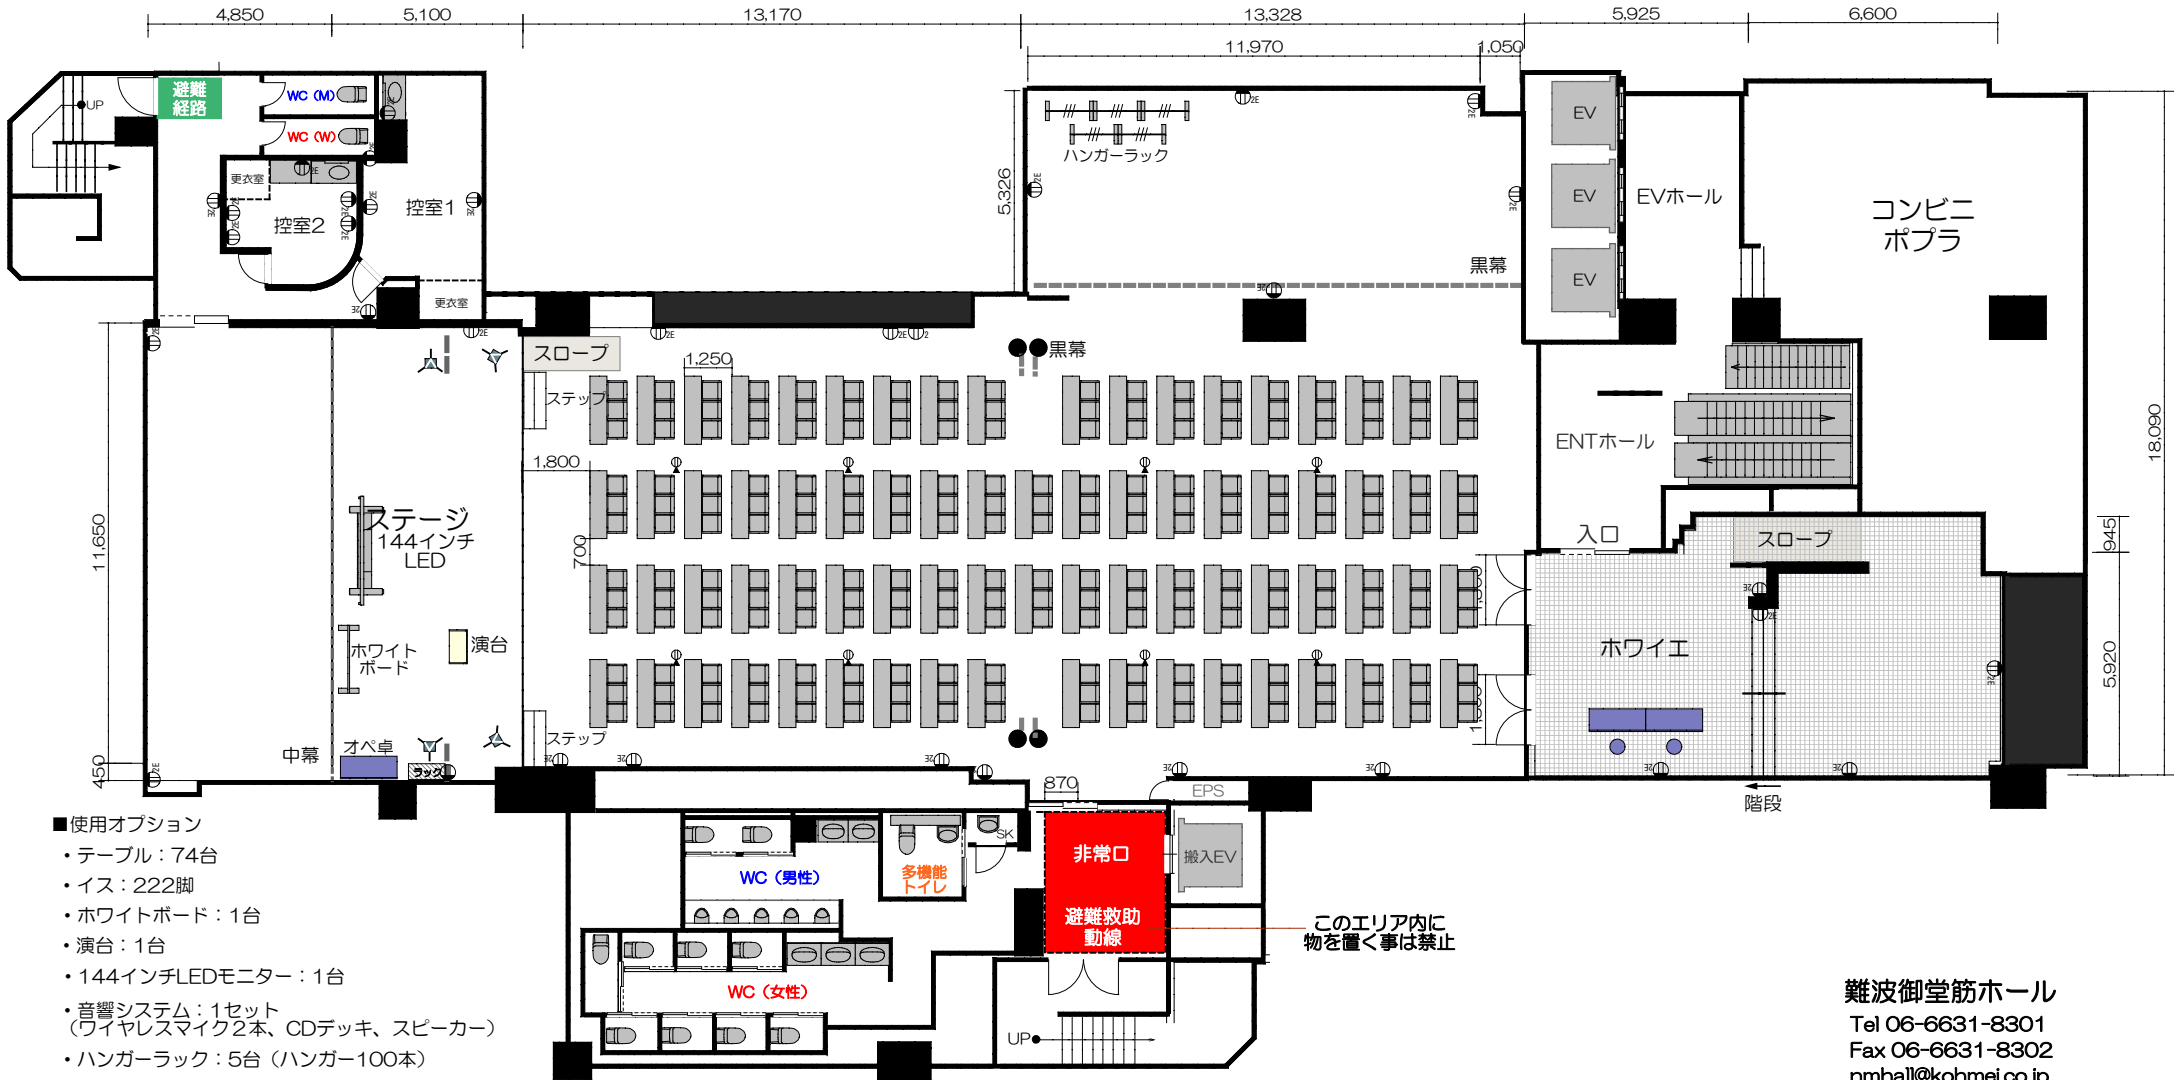 4,850
5,100
13,170
13,328
5,925
6,600
11,970
1,050
避難
経路
UP
WC (M)
WC (W)
更衣室
控室2
控室1
更衣室
5,326
ハンガーラック
黒幕
EV
EV
EV
EVホール
コンビニ
ポプラ
18,090
スロープ
ステップ
1,250
黒幕
1,800
700
11,650
450
ステージ
144インチ
LED
ホワイト
ボード
演台
中幕
オペ卓
ラック
ステップ
ENTホール
入口
スロープ
945
5,920
ホワイエ
階段
870
EPS
SK
非常口
避難救助
動線
搬入EV
このエリア内に
物を置く事は禁止
WC (男性)
多機能
トイレ
WC (女性)
UP
■使用オプション
・テーブル：74台
・イス：222脚
・ホワイトボード：1台
・演台：1台
・144インチLEDモニター：1台
・音響システム：1セット
（ワイヤレスマイク2本、CDデッキ、スピーカー）
・ハンガーラック：5台（ハンガー100本）
難波御堂筋ホール
Tel 06-6631-8301
Fax 06-6631-8302
nmhall@kohmei.co.jp